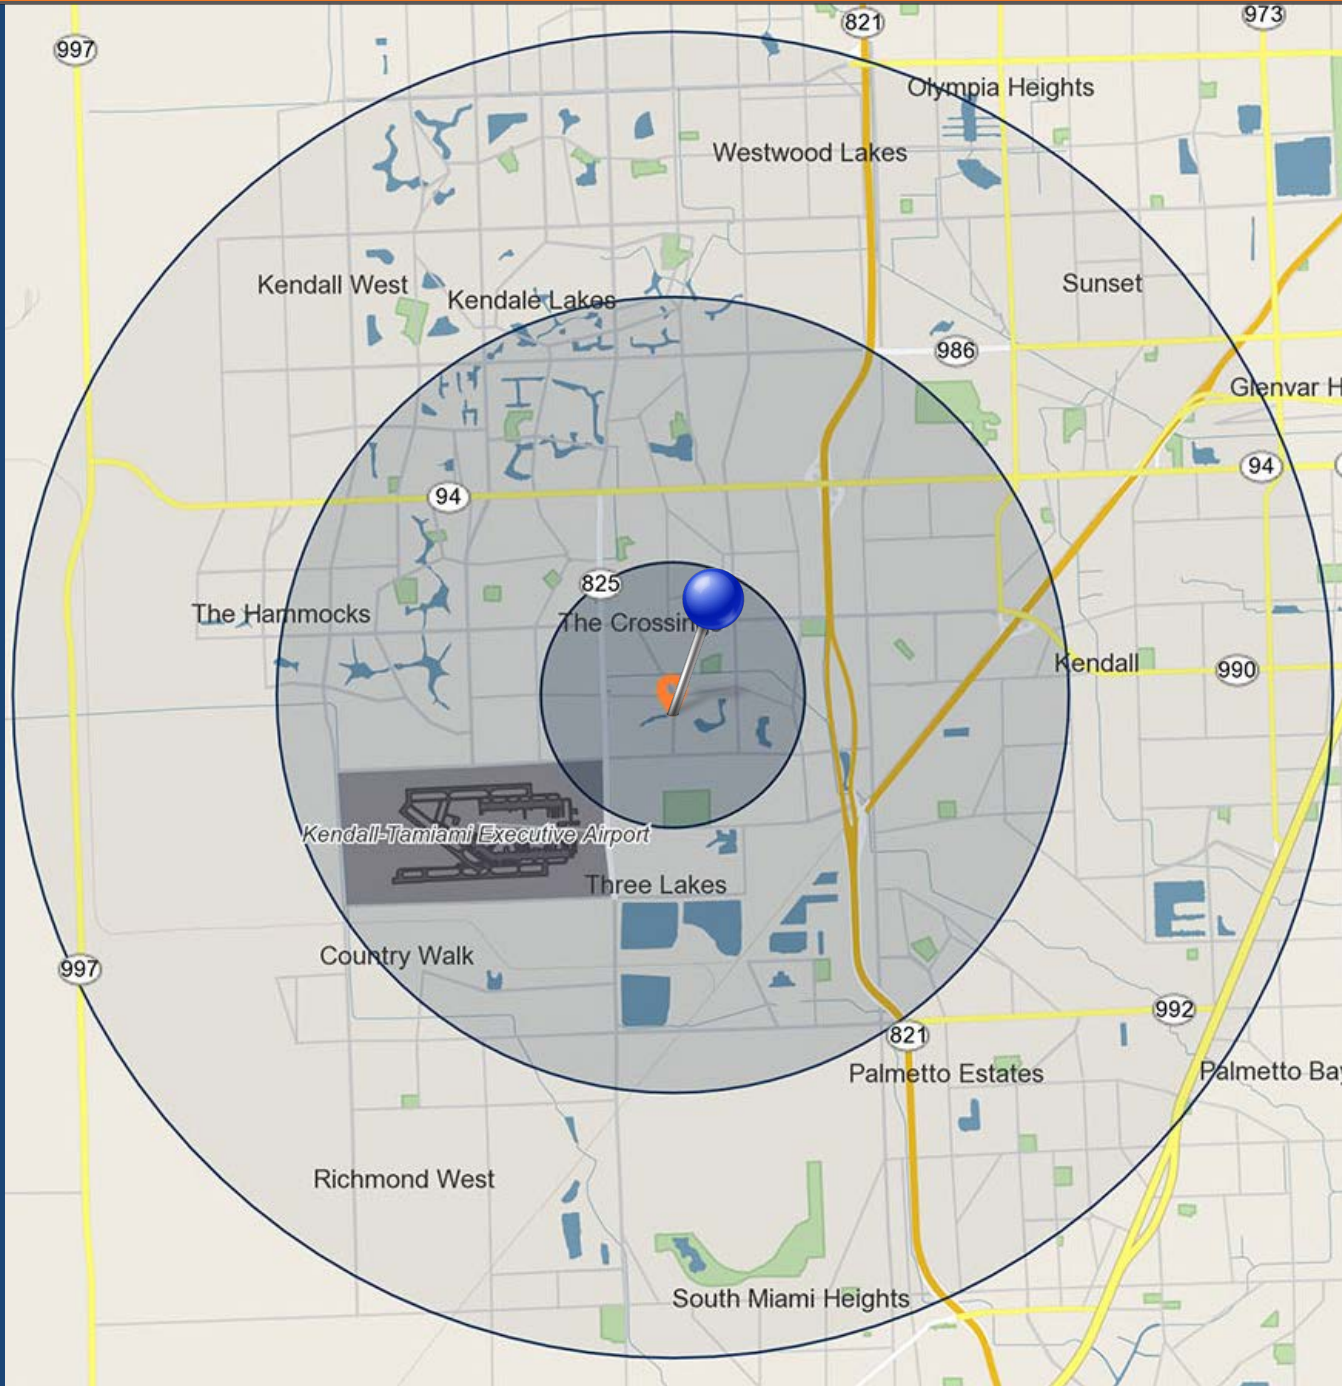 821
973
997
Olympia Heights
Westwood Lakes
Kendall West
Kendale Lakes
Sunset
986
Glenvar H
94
94
825
The Hammocks
The Crossin
Kendall
990
Kendall-Tamiami Executive Airport
Three Lakes
Country Walk
997
992
821
Palmetto Estates
Palmetto Bay
Richmond West
South Miami Heights